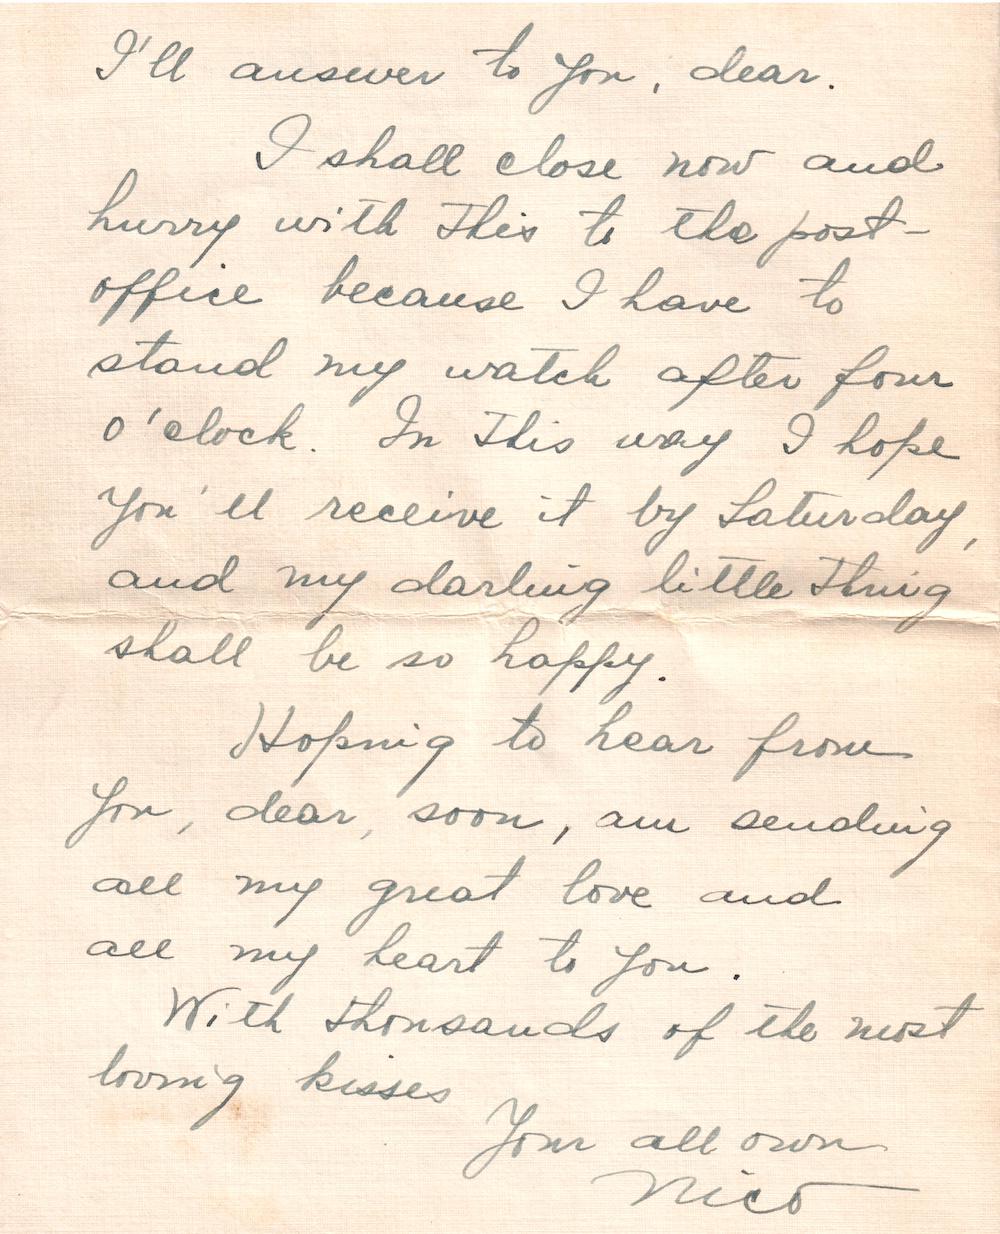 I'll answer to you, dear.
I shall close now and
hurry with this to the post-
office because I have to
stand my watch after four
o'clock. In this way I hope
you'll receive it by Saturday,
and my darling little thing
shall be so happy.
Hoping to hear from
you, dear, soon, am sending
all my great love and
all my heart to you.
With thousands of the most
loving kisses
Your all own
Nico